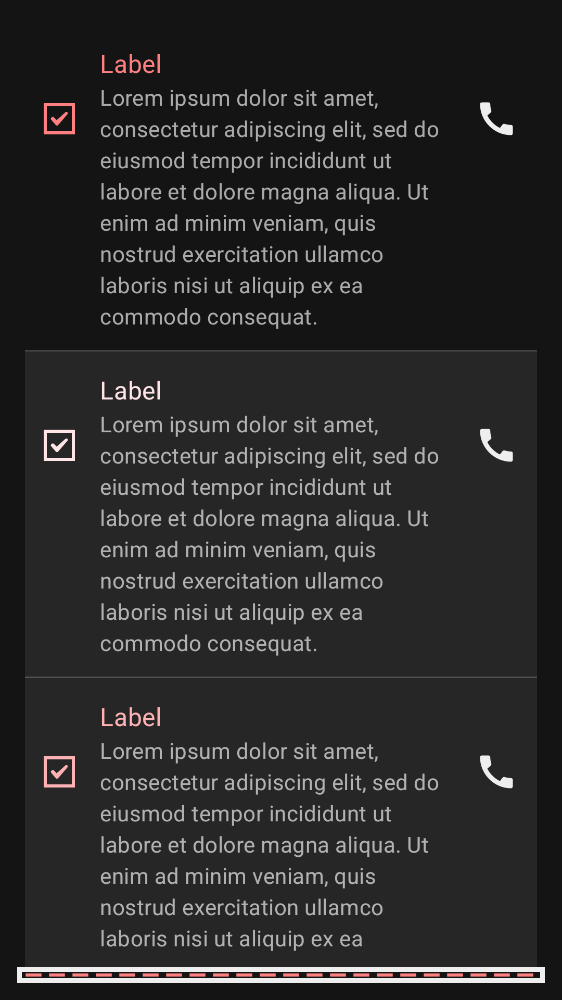 Label
Lorem ipsum dolor sit amet,
consectetur adipiscing elit, sed do
eiusmod tempor incididunt ut
labore et dolore magna aliqua. Ut
enim ad minim veniam, quis
nostrud exercitation ullamco
laboris nisi ut aliquip ex ea
commodo consequat.
Label
Lorem ipsum dolor sit amet,
consectetur adipiscing elit, sed do
eiusmod tempor incididunt ut
labore et dolore magna aliqua. Ut
enim ad minim veniam, quis
nostrud exercitation ullamco
laboris nisi ut aliquip ex ea
commodo consequat.
Label
Lorem ipsum dolor sit amet,
consectetur adipiscing elit, sed do
eiusmod tempor incididunt ut
labore et dolore magna aliqua. Ut
enim ad minim veniam, quis
nostrud exercitation ullamco
laboris nisi ut aliquip ex ea